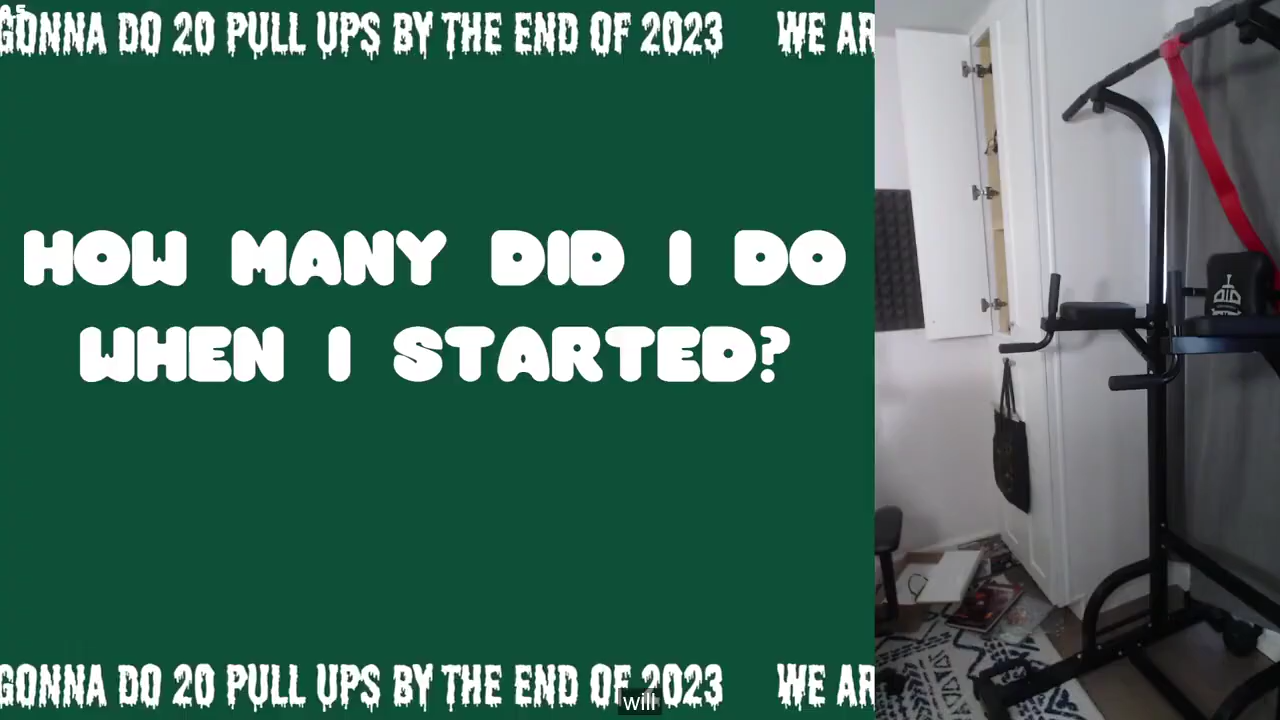 GONNA DO 20 PULL UPS BY THE END OF 2023 WE AR
HOW MANY DID I DO
WHEN I STARTED?
GONNA DO 20 PULL UPS BY THE END OF 2023 WE AR
will